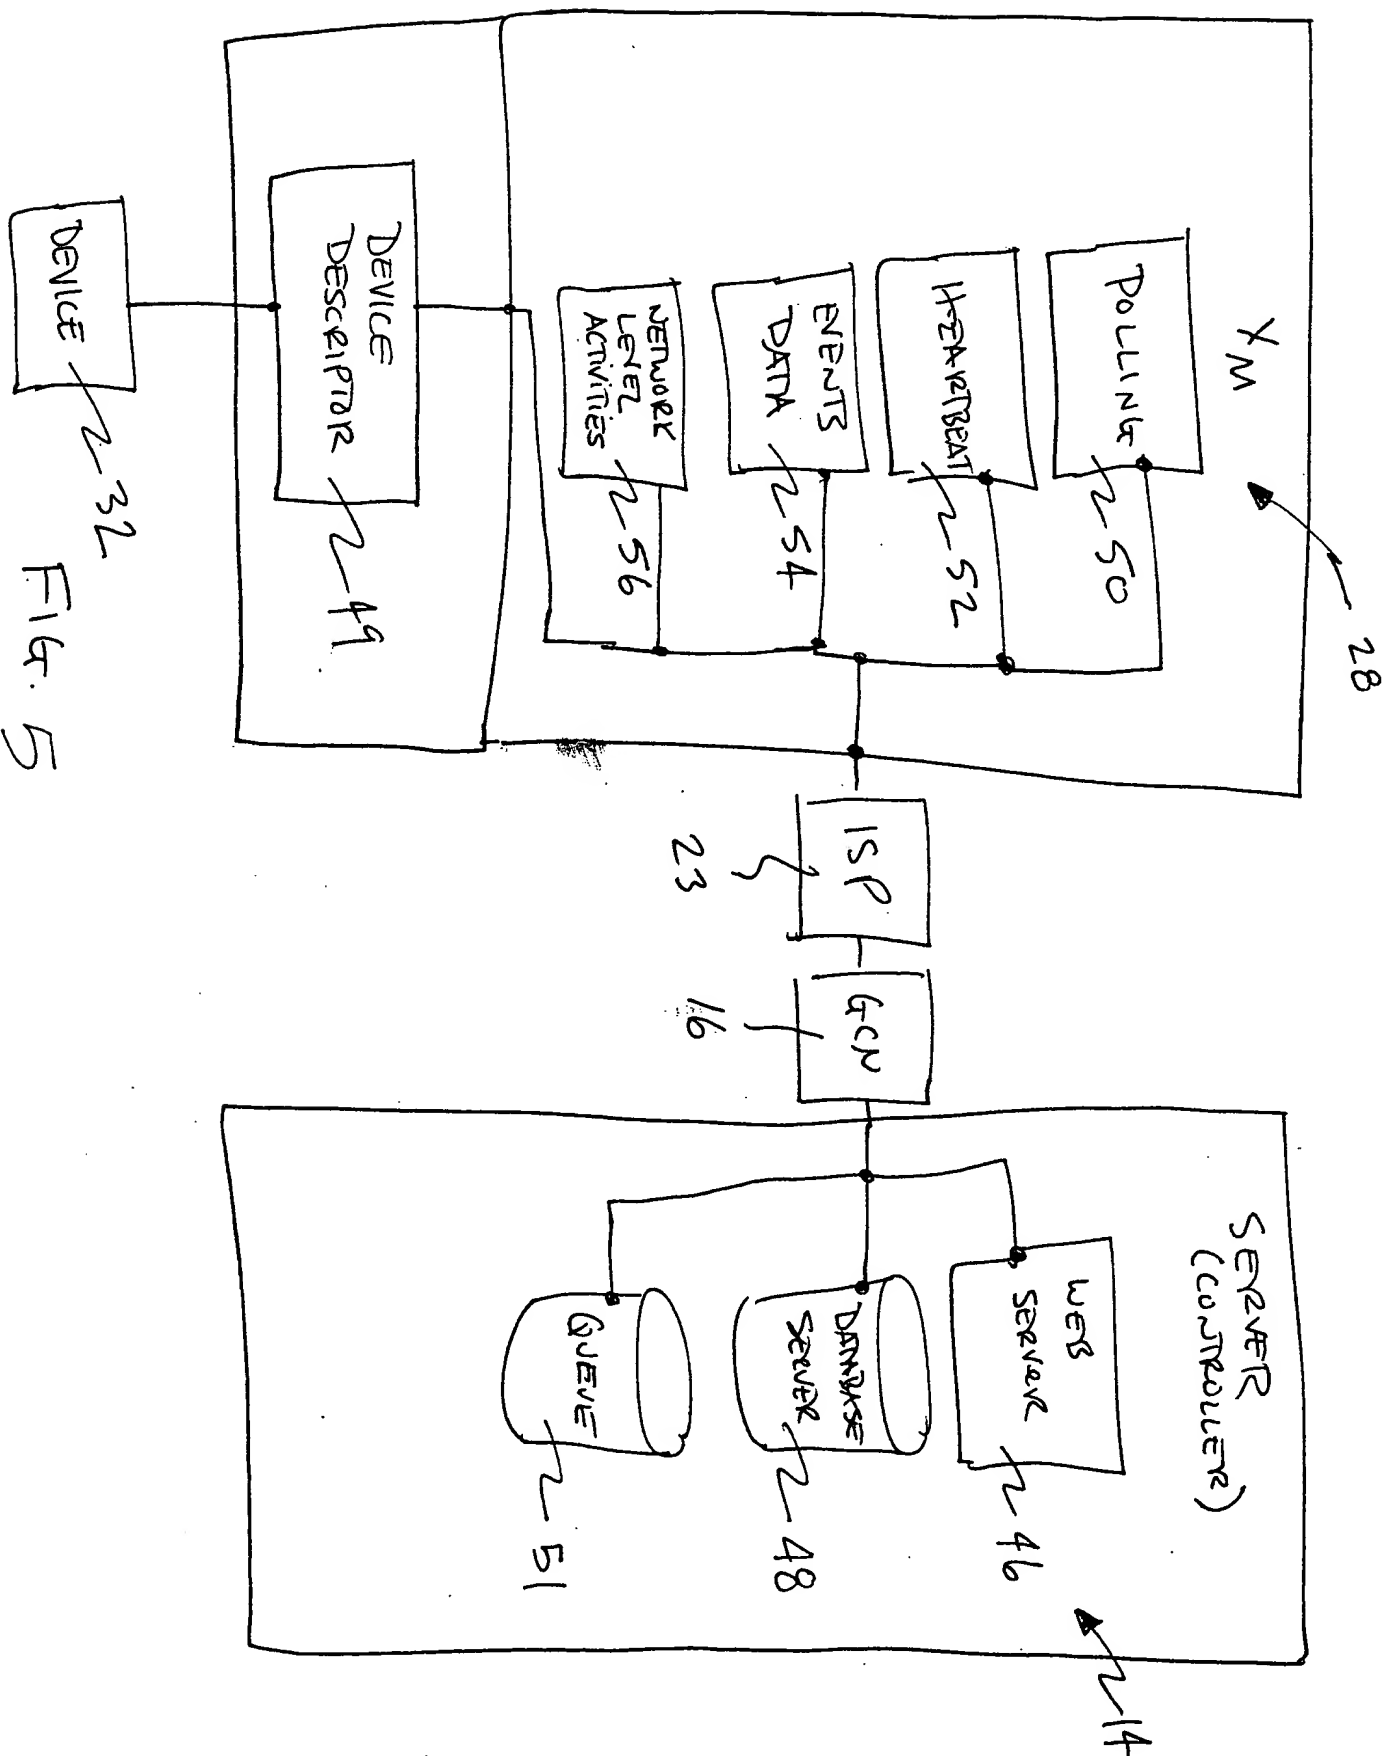 XM
28
POLLING
50
HEARTBEAT
52
EVENTS
DATA
54
NETWORK
LEVEL
ACTIVITIES
56
DEVICE
DESCRIPTOR
49
DEVICE
32
ISP
23
GCN
16
SERVER
(CONTROLLER)
WEB
SERVER
46
DATABASE
SERVER
48
QUEUE
51
14
FIG. 5